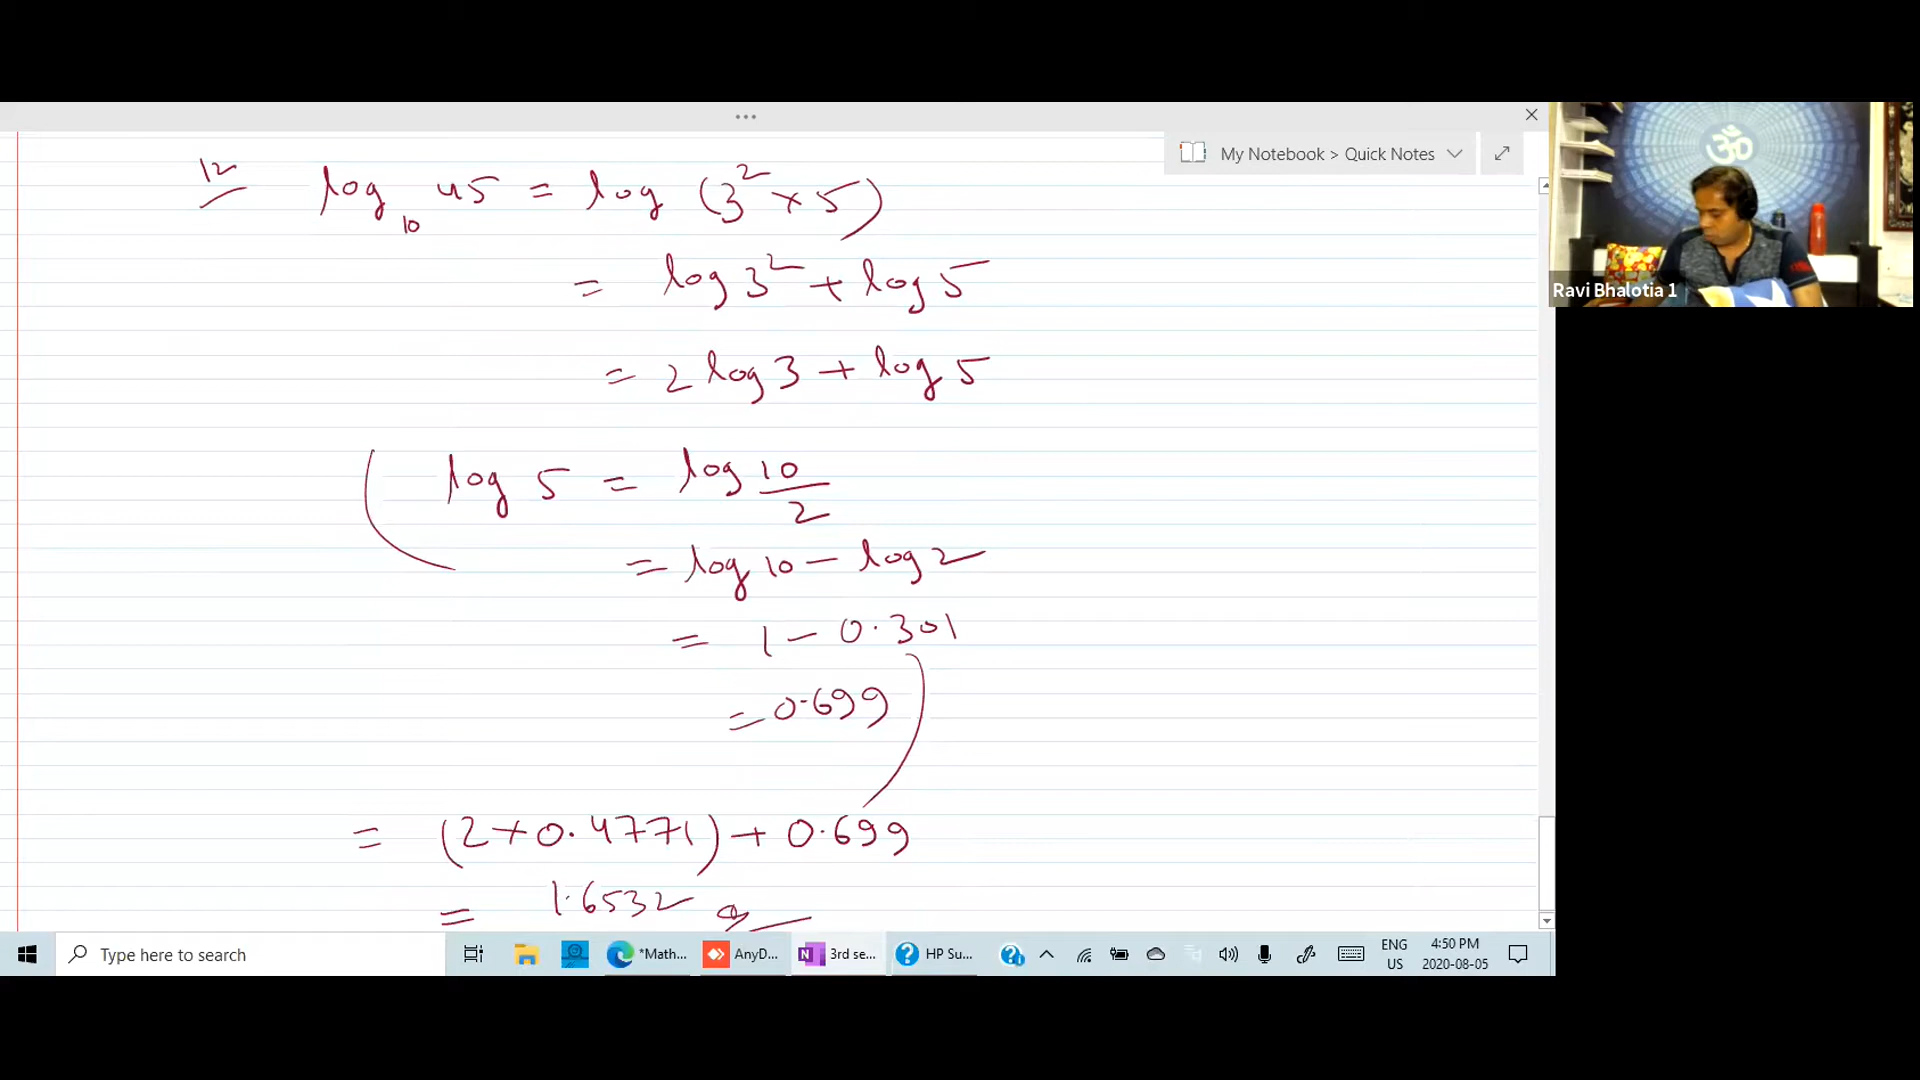 ...
My Notebook > Quick Notes
12
log₁₀ 45 = log (3² × 5)
= log 3² + log 5
= 2 log 3 + log 5
log 5 = log 10/2
= log 10 – log 2
= 1 – 0.301
= 0.699
= (2 × 0.4771) + 0.699
= 1.6532
Ravi Bhalotia 1
Type here to search
*Math...
AnyD...
3rd se...
HP Su...
ENG
US
4:50 PM
2020-08-05